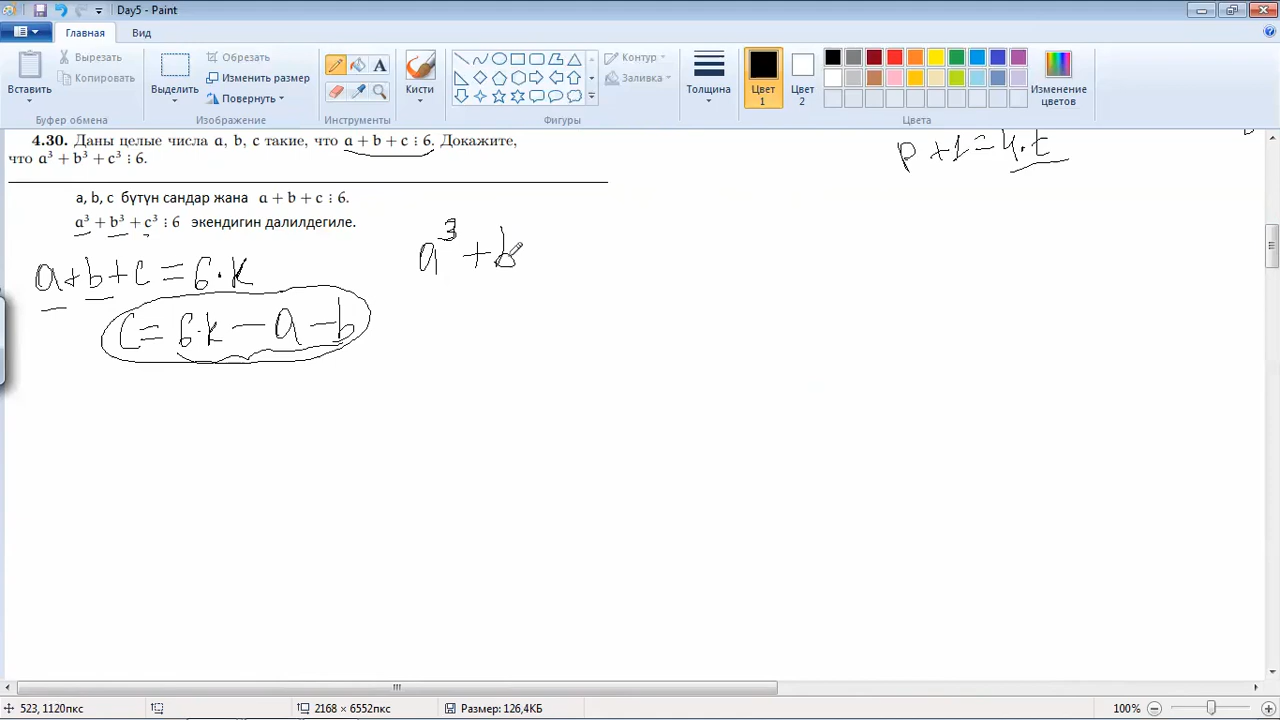 Day5 - Paint
Главная Вид
Вставить
Вырезать
Копировать
Буфер обмена
Выделить
Обрезать
Изменить размер
Повернуть
Изображение
Инструменты
Кисти
Контур
Заливка
Фигуры
Толщина
Цвет 1
Цвет 2
Изменение цветов
Цвета
4.30. Даны целые числа a, b, c такие, что a + b + c ⋮ 6. Докажите,
что a³ + b³ + c³ ⋮ 6.
p + 1 = 4·t
a, b, c бүтүн сандар жана a + b + c ⋮ 6.
a³ + b³ + c³ ⋮ 6 экендигин далилдегиле.
a+b+c = 6·k
a³ + b
c = 6·k − a − b
523, 1120пкс
2168 × 6552пкс
Размер: 126,4КБ
100%